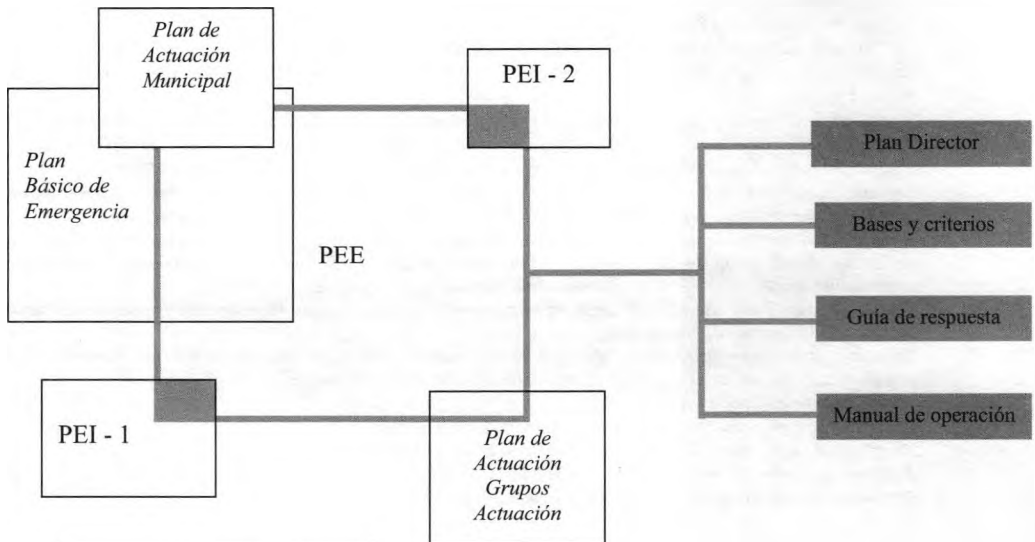 Plan de
Actuación
Municipal
PEI - 2
Plan
Básico de
Emergencia
PEE
Plan Director
Bases y criterios
Guía de respuesta
Manual de operación
PEI - 1
Plan de
Actuación
Grupos
Actuación